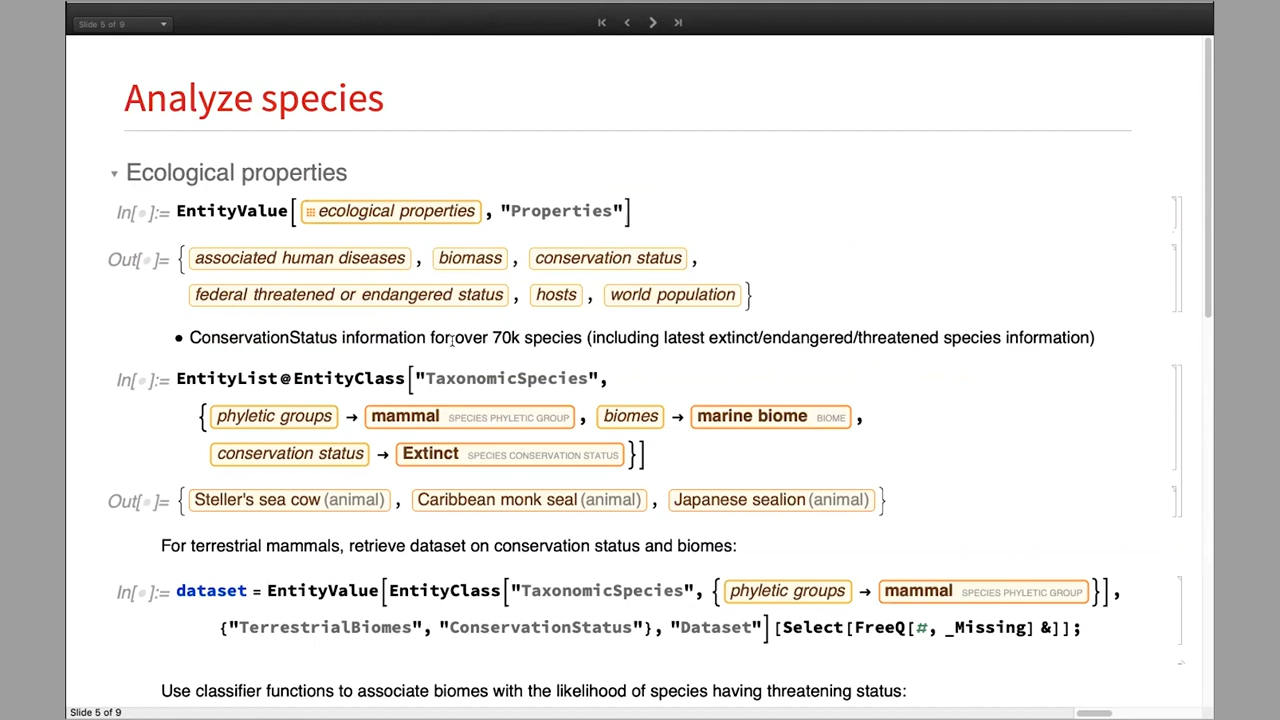 Slide 5 of 9
Analyze species
Ecological properties
In[ ]:= EntityValue[ ecological properties , "Properties"]
Out[ ]= { associated human diseases , biomass , conservation status ,
federal threatened or endangered status , hosts , world population }
• ConservationStatus information for over 70k species (including latest extinct/endangered/threatened species information)
In[ ]:= EntityList@EntityClass["TaxonomicSpecies",
{ phyletic groups → mammal SPECIES PHYLETIC GROUP , biomes → marine biome BIOME ,
conservation status → Extinct SPECIES CONSERVATION STATUS }]
Out[ ]= { Steller's sea cow (animal) , Caribbean monk seal (animal) , Japanese sealion (animal) }
For terrestrial mammals, retrieve dataset on conservation status and biomes:
In[ ]:= dataset = EntityValue[EntityClass["TaxonomicSpecies", { phyletic groups → mammal SPECIES PHYLETIC GROUP }],
{"TerrestrialBiomes", "ConservationStatus"}, "Dataset"][Select[FreeQ[#, _Missing] &]];
Use classifier functions to associate biomes with the likelihood of species having threatening status:
Slide 5 of 9